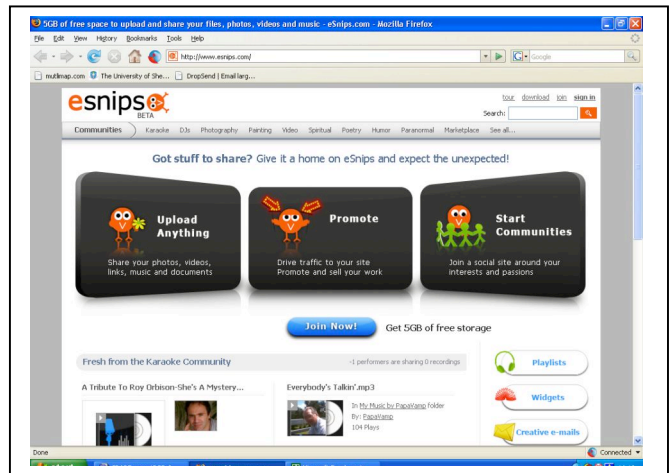 5GB of free space to upload and share your files, photos, videos and music - eSnips.com - Mozilla Firefox
File Edit View History Bookmarks Tools Help
http://www.esnips.com/
Google
mutlimap.com The University of She... DropSend | Email larg...
esnips
BETA
tour download join sign in
Search:
Communities Karaoke DJs Photography Painting Video Spiritual Poetry Humor Paranormal Marketplace See all...
Got stuff to share? Give it a home on eSnips and expect the unexpected!
Upload Anything
Share your photos, videos,
links, music and documents
Promote
Drive traffic to your site
Promote and sell your work
Start Communities
Join a social site around your
interests and passions
Join Now! Get 5GB of free storage
Fresh from the Karaoke Community
-1 performers are sharing 0 recordings
A Tribute To Roy Orbison-She's A Mystery...
Everybody's Talkin'.mp3
In My Music by PapaVamp folder
By: PapaVamp
104 Plays
Playlists
Widgets
Creative e-mails
Done
Connected